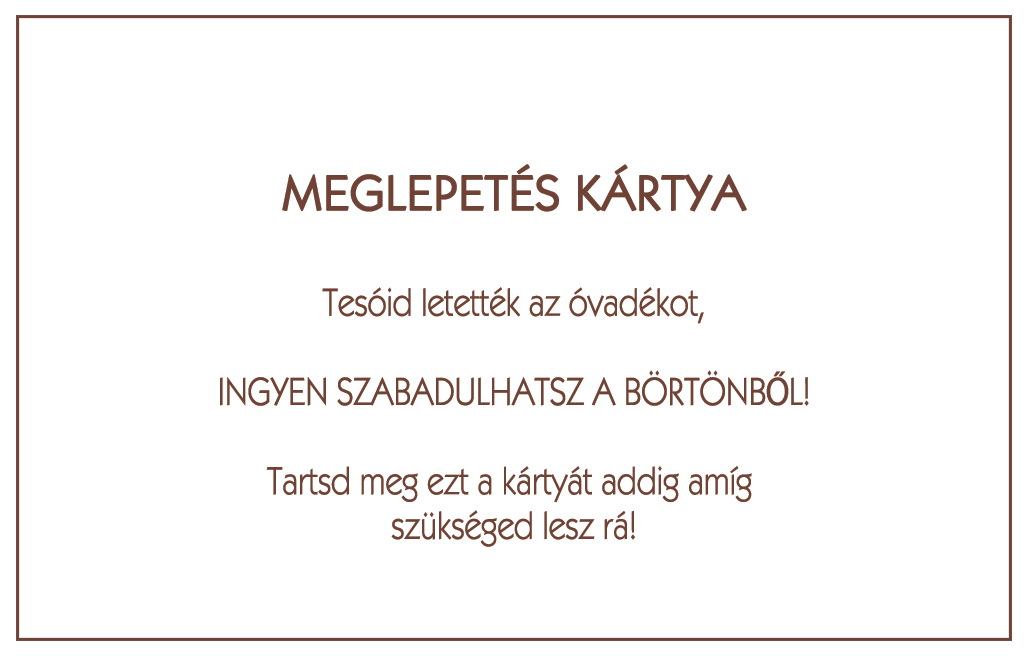 MEGLEPETÉS KÁRTYA
Tesóid letették az óvadékot,
INGYEN SZABADULHATSZ A BÖRTÖNBŐL!
Tartsd meg ezt a kártyát addig amíg
szükséged lesz rá!